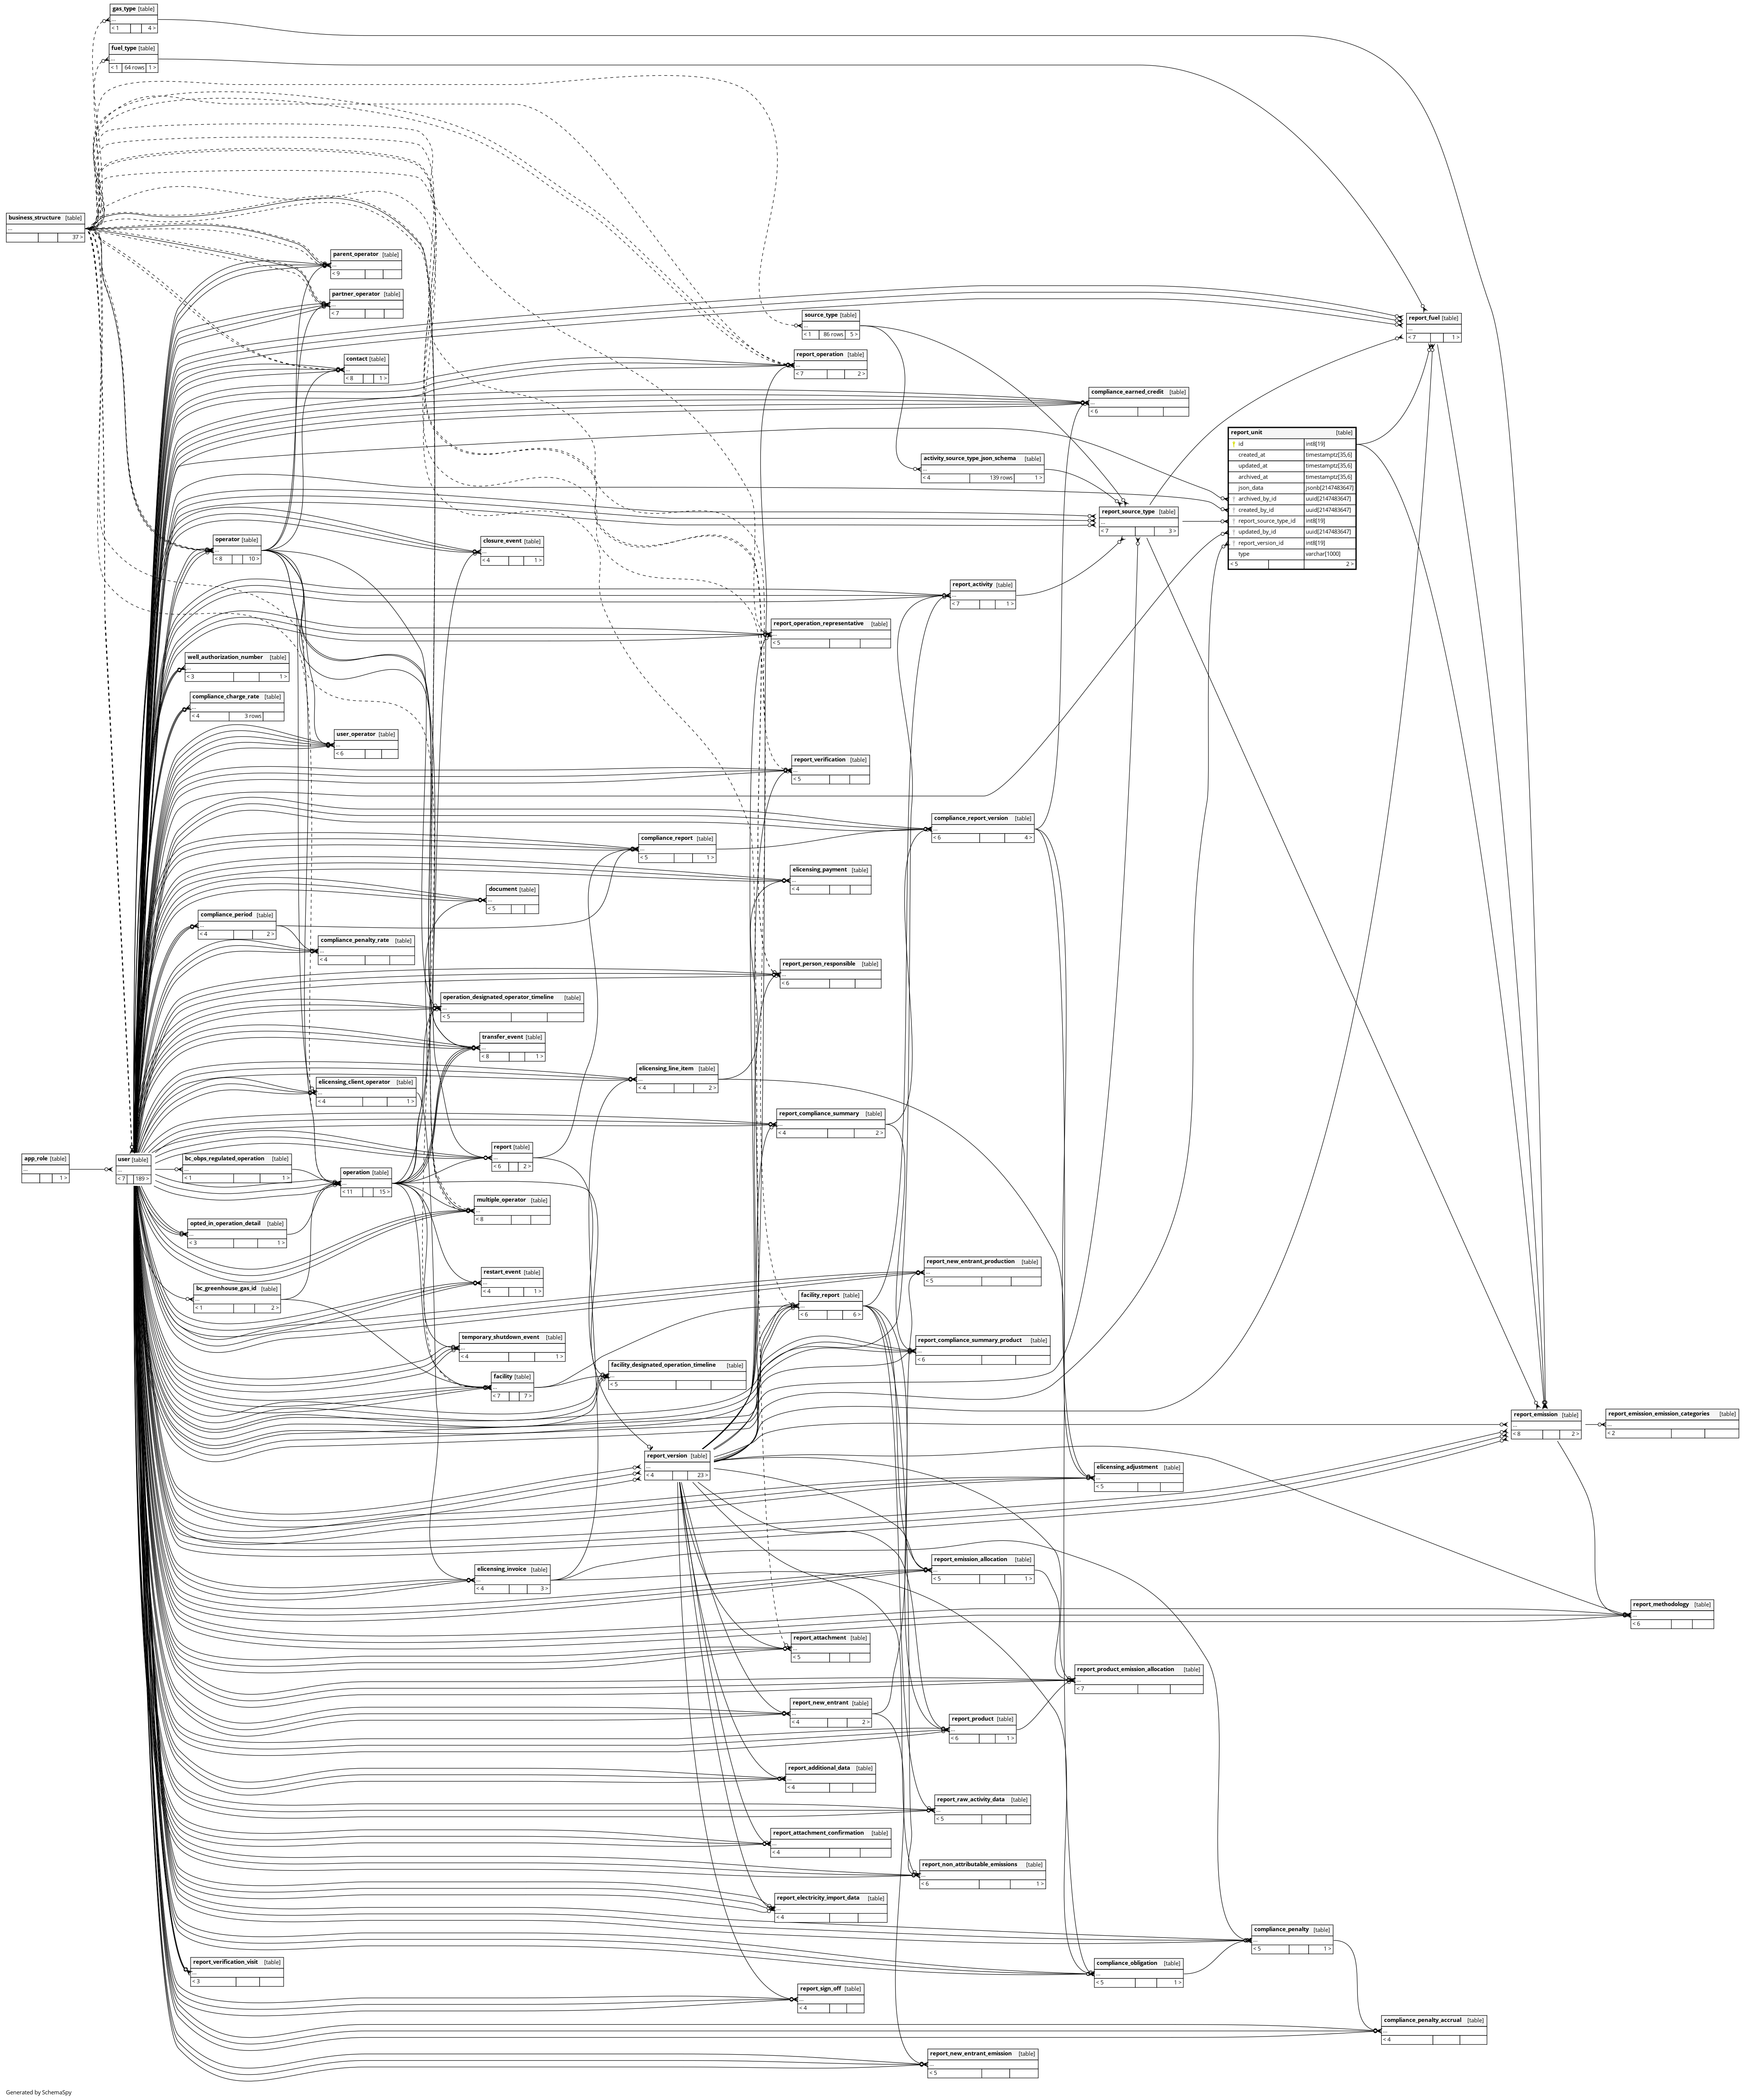 gas_type [table]
...
< 1 4 >
fuel_type [table]
...
< 1 64 rows 1 >
business_structure [table]
...
37 >
parent_operator [table]
...
< 9
partner_operator [table]
...
< 7
source_type [table]
...
< 1 86 rows 5 >
report_fuel [table]
...
< 7 1 >
contact [table]
...
< 8 1 >
report_operation [table]
...
< 7 2 >
compliance_earned_credit [table]
...
< 6
report_unit [table]
id int8[19]
created_at timestamptz[35,6]
updated_at timestamptz[35,6]
archived_at timestamptz[35,6]
json_data jsonb[2147483647]
archived_by_id uuid[2147483647]
created_by_id uuid[2147483647]
report_source_type_id int8[19]
updated_by_id uuid[2147483647]
report_version_id int8[19]
type varchar[1000]
< 5 2 >
activity_source_type_json_schema [table]
...
< 4 139 rows 1 >
report_source_type [table]
...
< 7 3 >
operator [table]
...
< 8 10 >
closure_event [table]
...
< 4 1 >
report_activity [table]
...
< 7 1 >
report_operation_representative [table]
...
< 5
well_authorization_number [table]
...
< 3 1 >
compliance_charge_rate [table]
...
< 4 3 rows
user_operator [table]
...
< 6
report_verification [table]
...
< 5
compliance_report_version [table]
...
< 6 4 >
compliance_report [table]
...
< 5 1 >
elicensing_payment [table]
...
< 4
document [table]
...
< 5
compliance_period [table]
...
< 4 2 >
compliance_penalty_rate [table]
...
< 4
report_person_responsible [table]
...
< 6
operation_designated_operator_timeline [table]
...
< 5
transfer_event [table]
...
< 8 1 >
elicensing_line_item [table]
...
< 4 2 >
elicensing_client_operator [table]
...
< 4 1 >
report_compliance_summary [table]
...
< 4 2 >
app_role [table]
...
1 >
user [table]
...
< 7 189 >
bc_obps_regulated_operation [table]
...
< 1 1 >
report [table]
...
< 6 2 >
operation [table]
...
< 11 15 >
multiple_operator [table]
...
< 8
opted_in_operation_detail [table]
...
< 3 1 >
restart_event [table]
...
< 4 1 >
report_new_entrant_production [table]
...
< 5
bc_greenhouse_gas_id [table]
...
< 1 2 >
facility_report [table]
...
< 6 6 >
temporary_shutdown_event [table]
...
< 4 1 >
report_compliance_summary_product [table]
...
< 6
facility_designated_operation_timeline [table]
...
< 5
facility [table]
...
< 7 7 >
report_emission [table]
...
< 8 2 >
report_emission_emission_categories [table]
...
< 2
report_version [table]
...
< 4 23 >
elicensing_adjustment [table]
...
< 5
elicensing_invoice [table]
...
< 4 3 >
report_emission_allocation [table]
...
< 5 1 >
report_methodology [table]
...
< 6
report_attachment [table]
...
< 5
report_product_emission_allocation [table]
...
< 7
report_new_entrant [table]
...
< 4 2 >
report_product [table]
...
< 6 1 >
report_additional_data [table]
...
< 4
report_raw_activity_data [table]
...
< 5
report_attachment_confirmation [table]
...
< 4
report_non_attributable_emissions [table]
...
< 6 1 >
report_electricity_import_data [table]
...
< 4
compliance_penalty [table]
...
< 5 1 >
report_verification_visit [table]
...
< 3
compliance_obligation [table]
...
< 5 1 >
report_sign_off [table]
...
< 4
compliance_penalty_accrual [table]
...
< 4
report_new_entrant_emission [table]
...
< 5
Generated by SchemaSpy